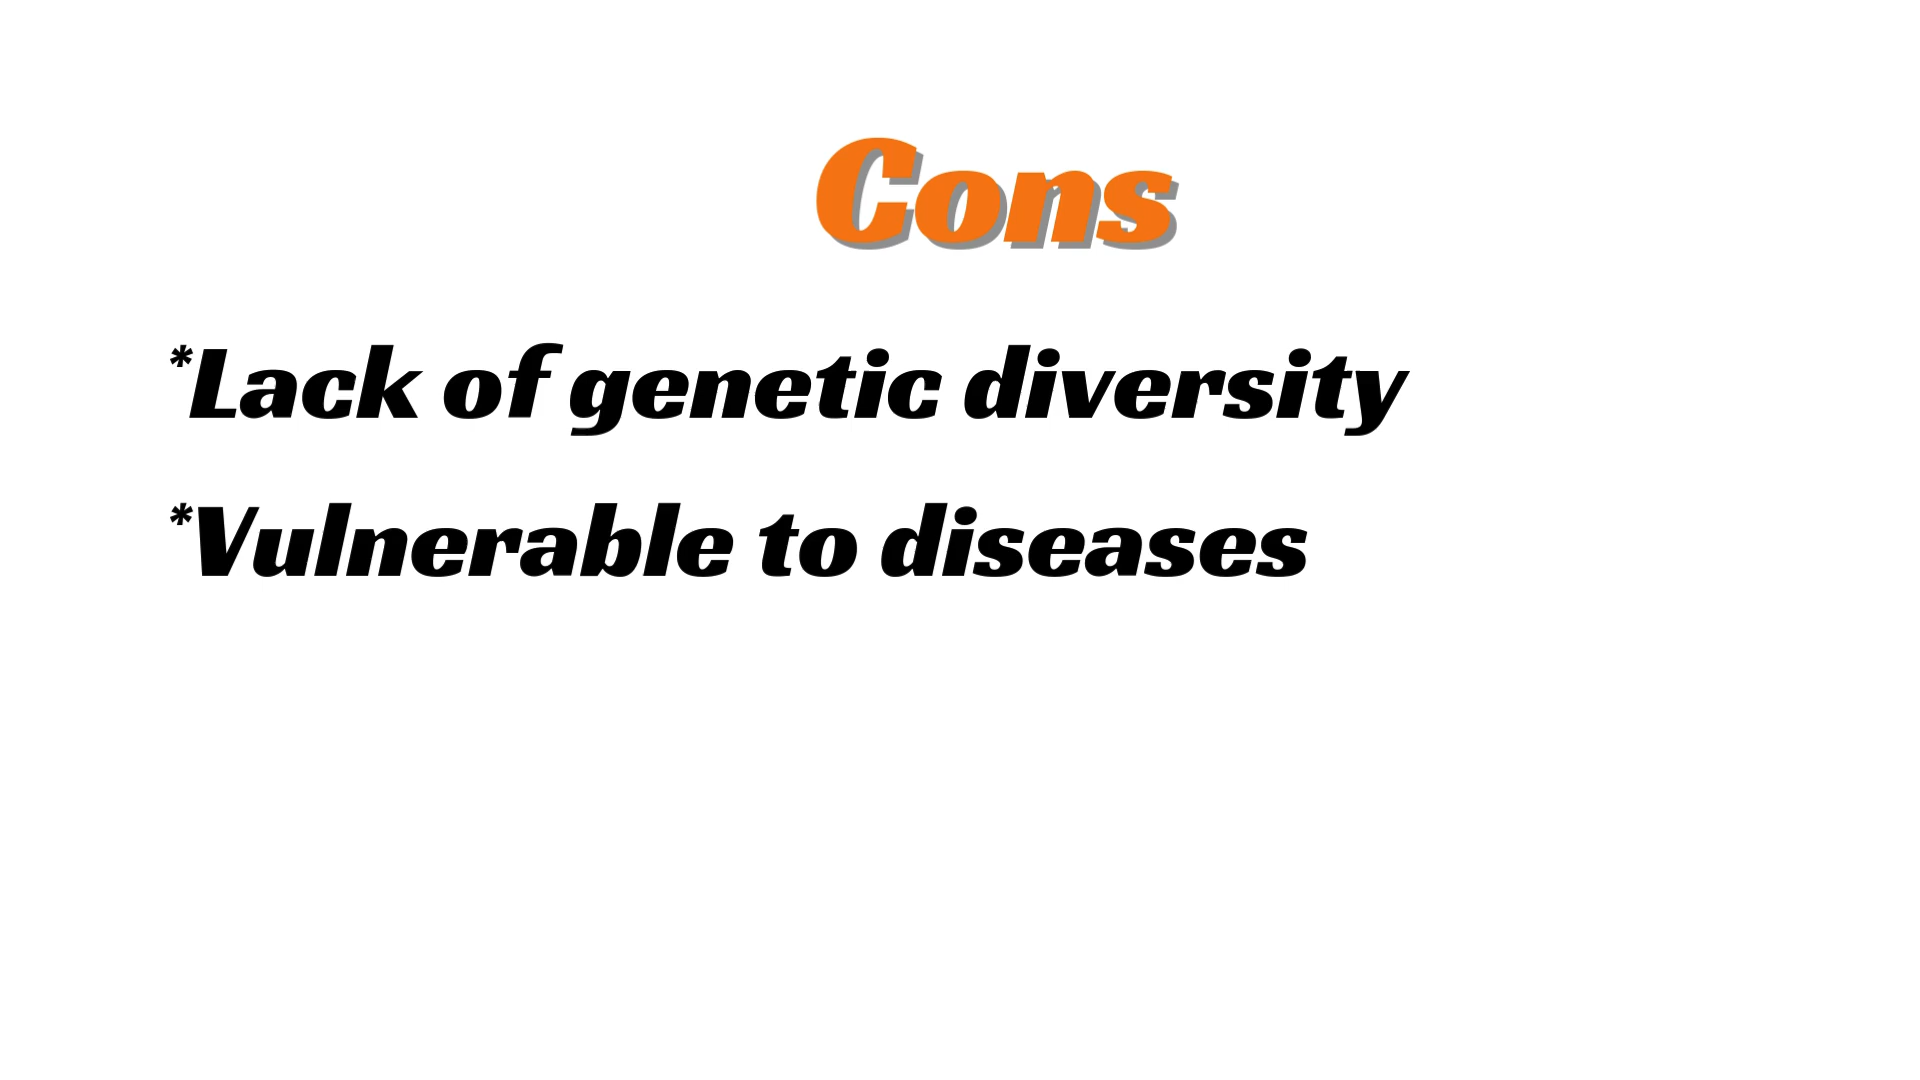 Cons
*Lack of genetic diversity
*Vulnerable to diseases